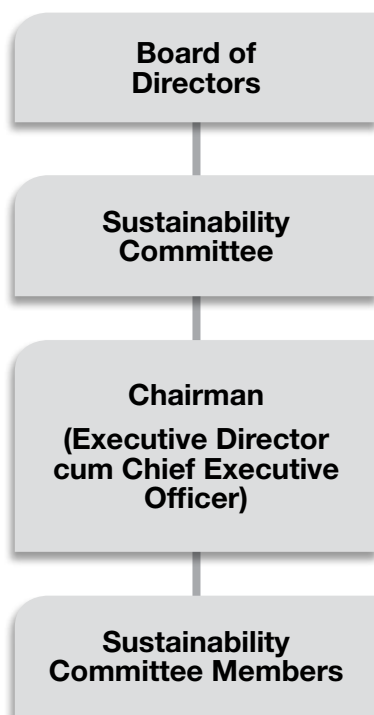 Board of
Directors
Sustainability
Committee
Chairman
(Executive Director
cum Chief Executive
Officer)
Sustainability
Committee Members